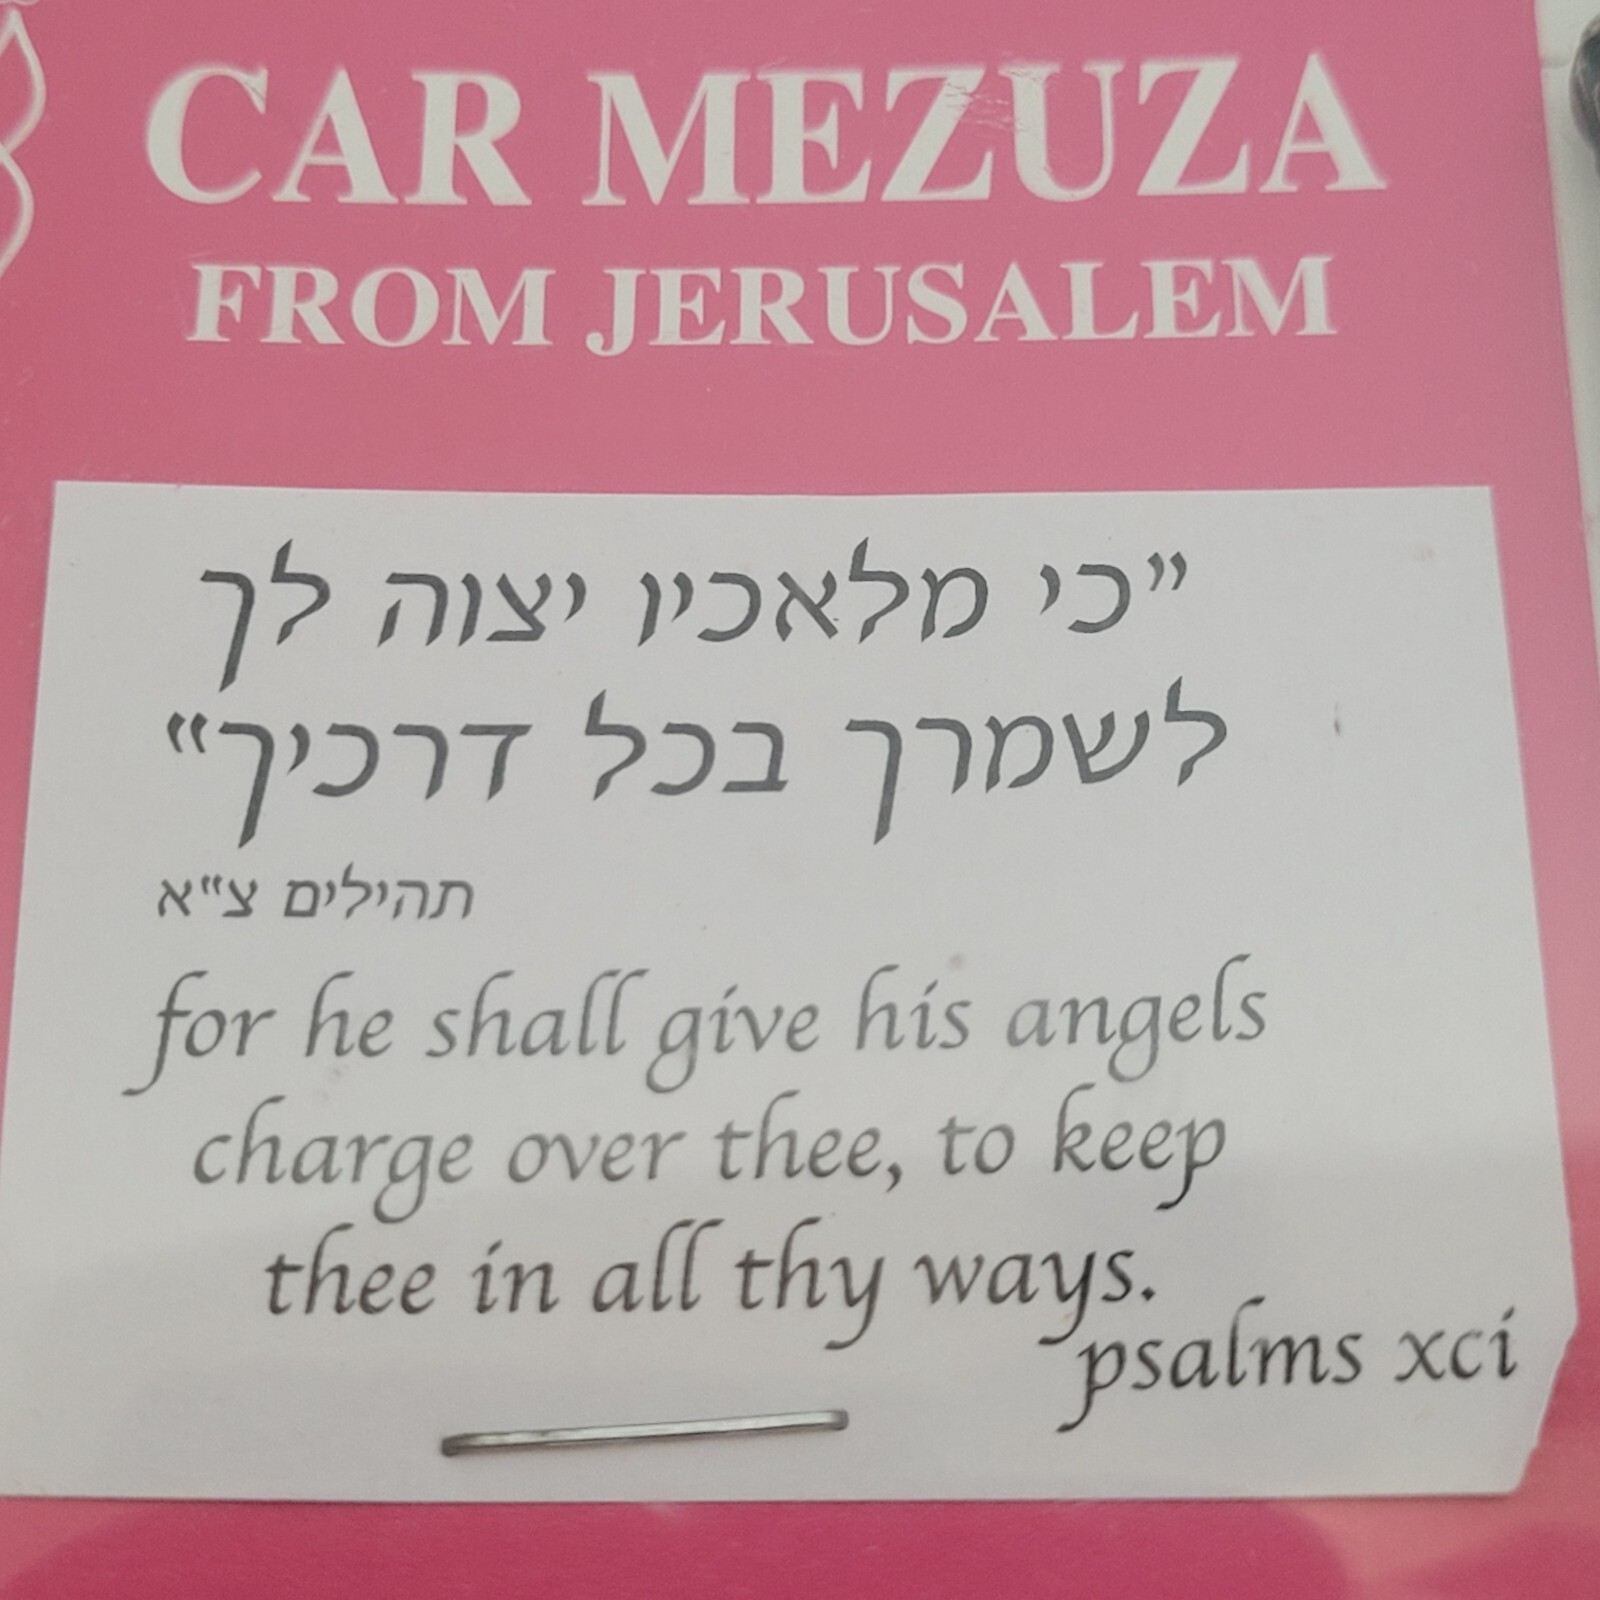 CAR MEZUZA
FROM JERUSALEM
"כי מלאכיו יצוה לך
לשמרך בכל דרכיך"
תהילים צ"א
for he shall give his angels
charge over thee, to keep
thee in all thy ways.
psalms xci